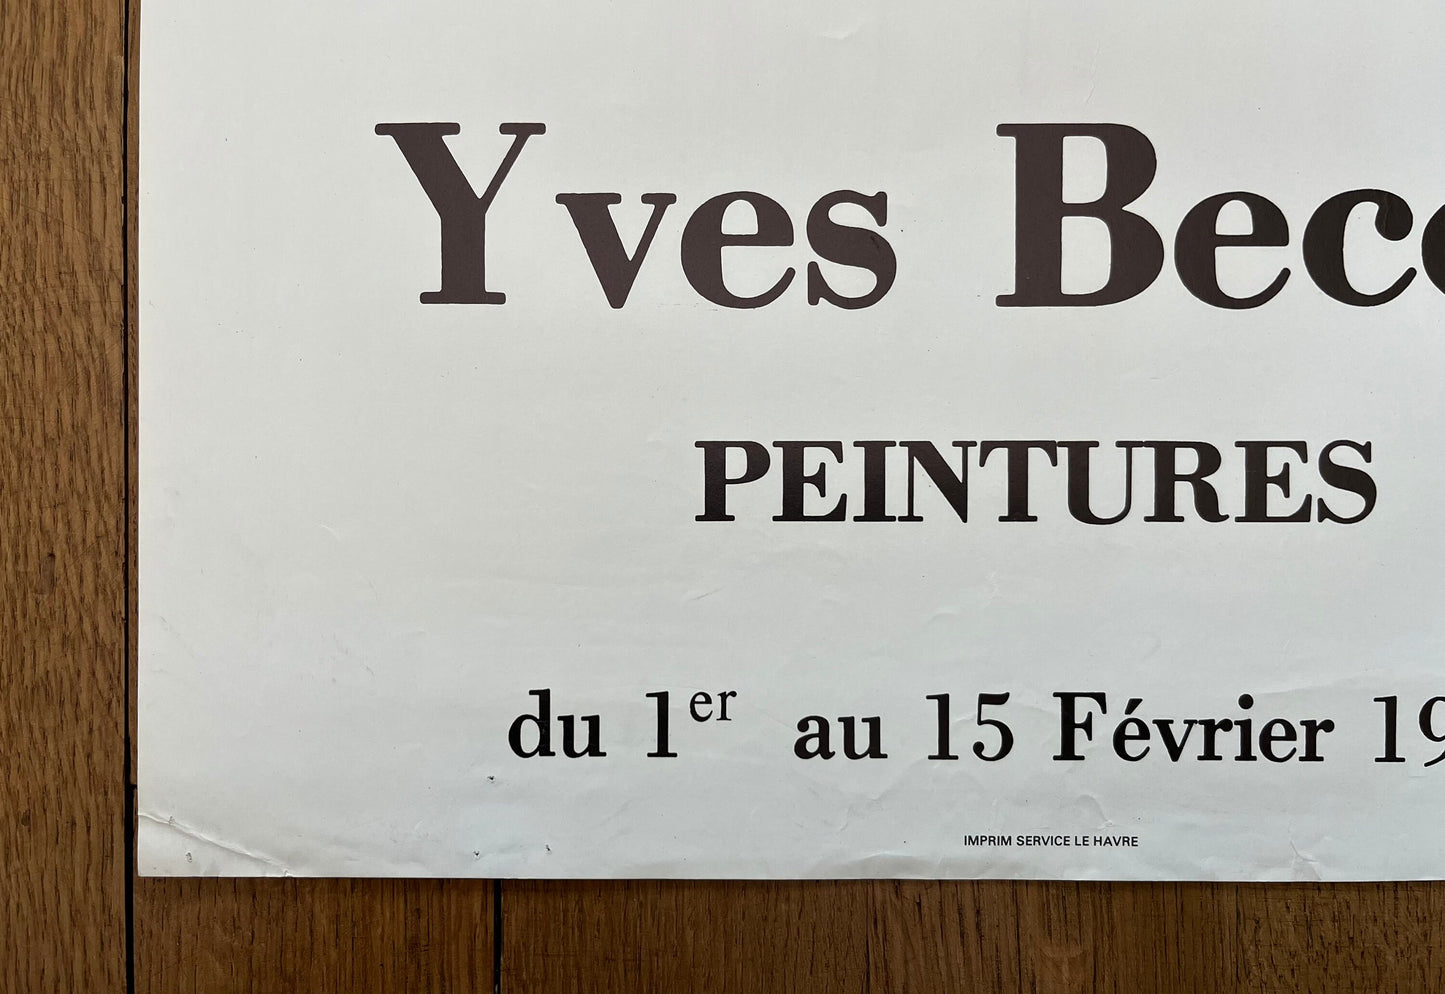 Yves Bec
PEINTURES
du 1er au 15 Février 19
IMPRIM SERVICE LE HAVRE